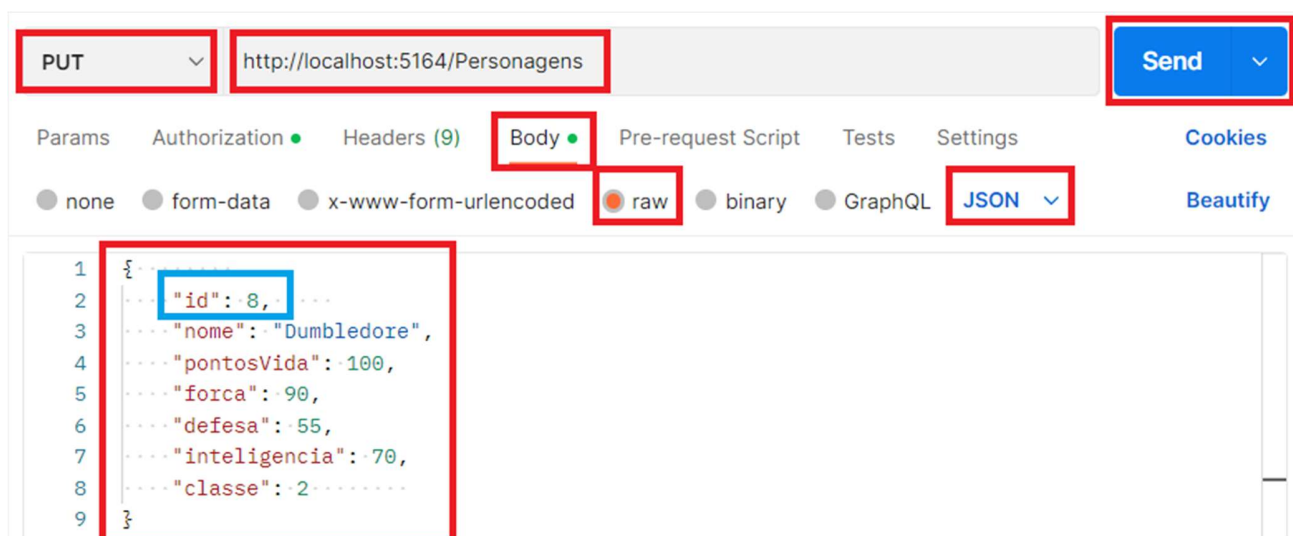 PUT http://localhost:5164/Personagens Send
Params Authorization Headers (9) Body Pre-request Script Tests Settings Cookies
none form-data x-www-form-urlencoded raw binary GraphQL JSON Beautify
1 {
2 "id": 8,
3 "nome": "Dumbledore",
4 "pontosVida": 100,
5 "forca": 90,
6 "defesa": 55,
7 "inteligencia": 70,
8 "classe": 2
9 }